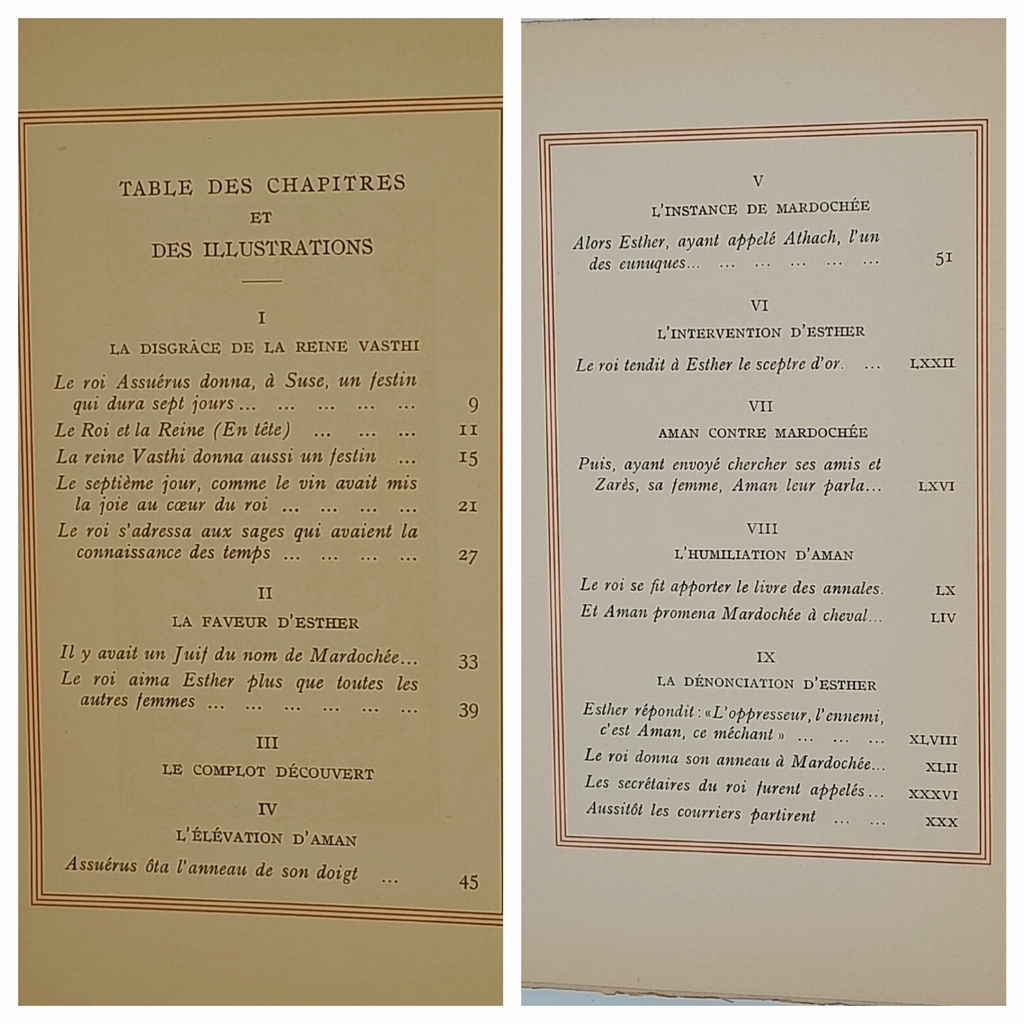 TABLE DES CHAPITRES
ET
DES ILLUSTRATIONS
I
LA DISGRÂCE DE LA REINE VASTHI
Le roi Assuérus donna, à Suse, un festin
qui dura sept jours... ... ... ... ... 9
Le Roi et la Reine (En tête) ... ... ... 11
La reine Vasthi donna aussi un festin ... 15
Le septième jour, comme le vin avait mis
la joie au cœur du roi ... ... ... ... 21
Le roi s'adressa aux sages qui avaient la
connaissance des temps ... ... ... ... 27
II
LA FAVEUR D'ESTHER
Il y avait un Juif du nom de Mardochée... 33
Le roi aima Esther plus que toutes les
autres femmes ... ... ... ... ... ... 39
III
LE COMPLOT DÉCOUVERT
IV
L'ÉLÉVATION D'AMAN
Assuérus ôta l'anneau de son doigt ... 45
V
L'INSTANCE DE MARDOCHÉE
Alors Esther, ayant appelé Athach, l'un
des eunuques... ... ... ... ... ... 51
VI
L'INTERVENTION D'ESTHER
Le roi tendit à Esther le sceptre d'or. ... LXXII
VII
AMAN CONTRE MARDOCHÉE
Puis, ayant envoyé chercher ses amis et
Zarès, sa femme, Aman leur parla... LXVI
VIII
L'HUMILIATION D'AMAN
Le roi se fit apporter le livre des annales. LX
Et Aman promena Mardochée à cheval... LIV
IX
LA DÉNONCIATION D'ESTHER
Esther répondit : «L'oppresseur, l'ennemi,
c'est Aman, ce méchant» ... ... ... XLVIII
Le roi donna son anneau à Mardochée... XLII
Les secrétaires du roi furent appelés... XXXVI
Aussitôt les courriers partirent ... ... XXX